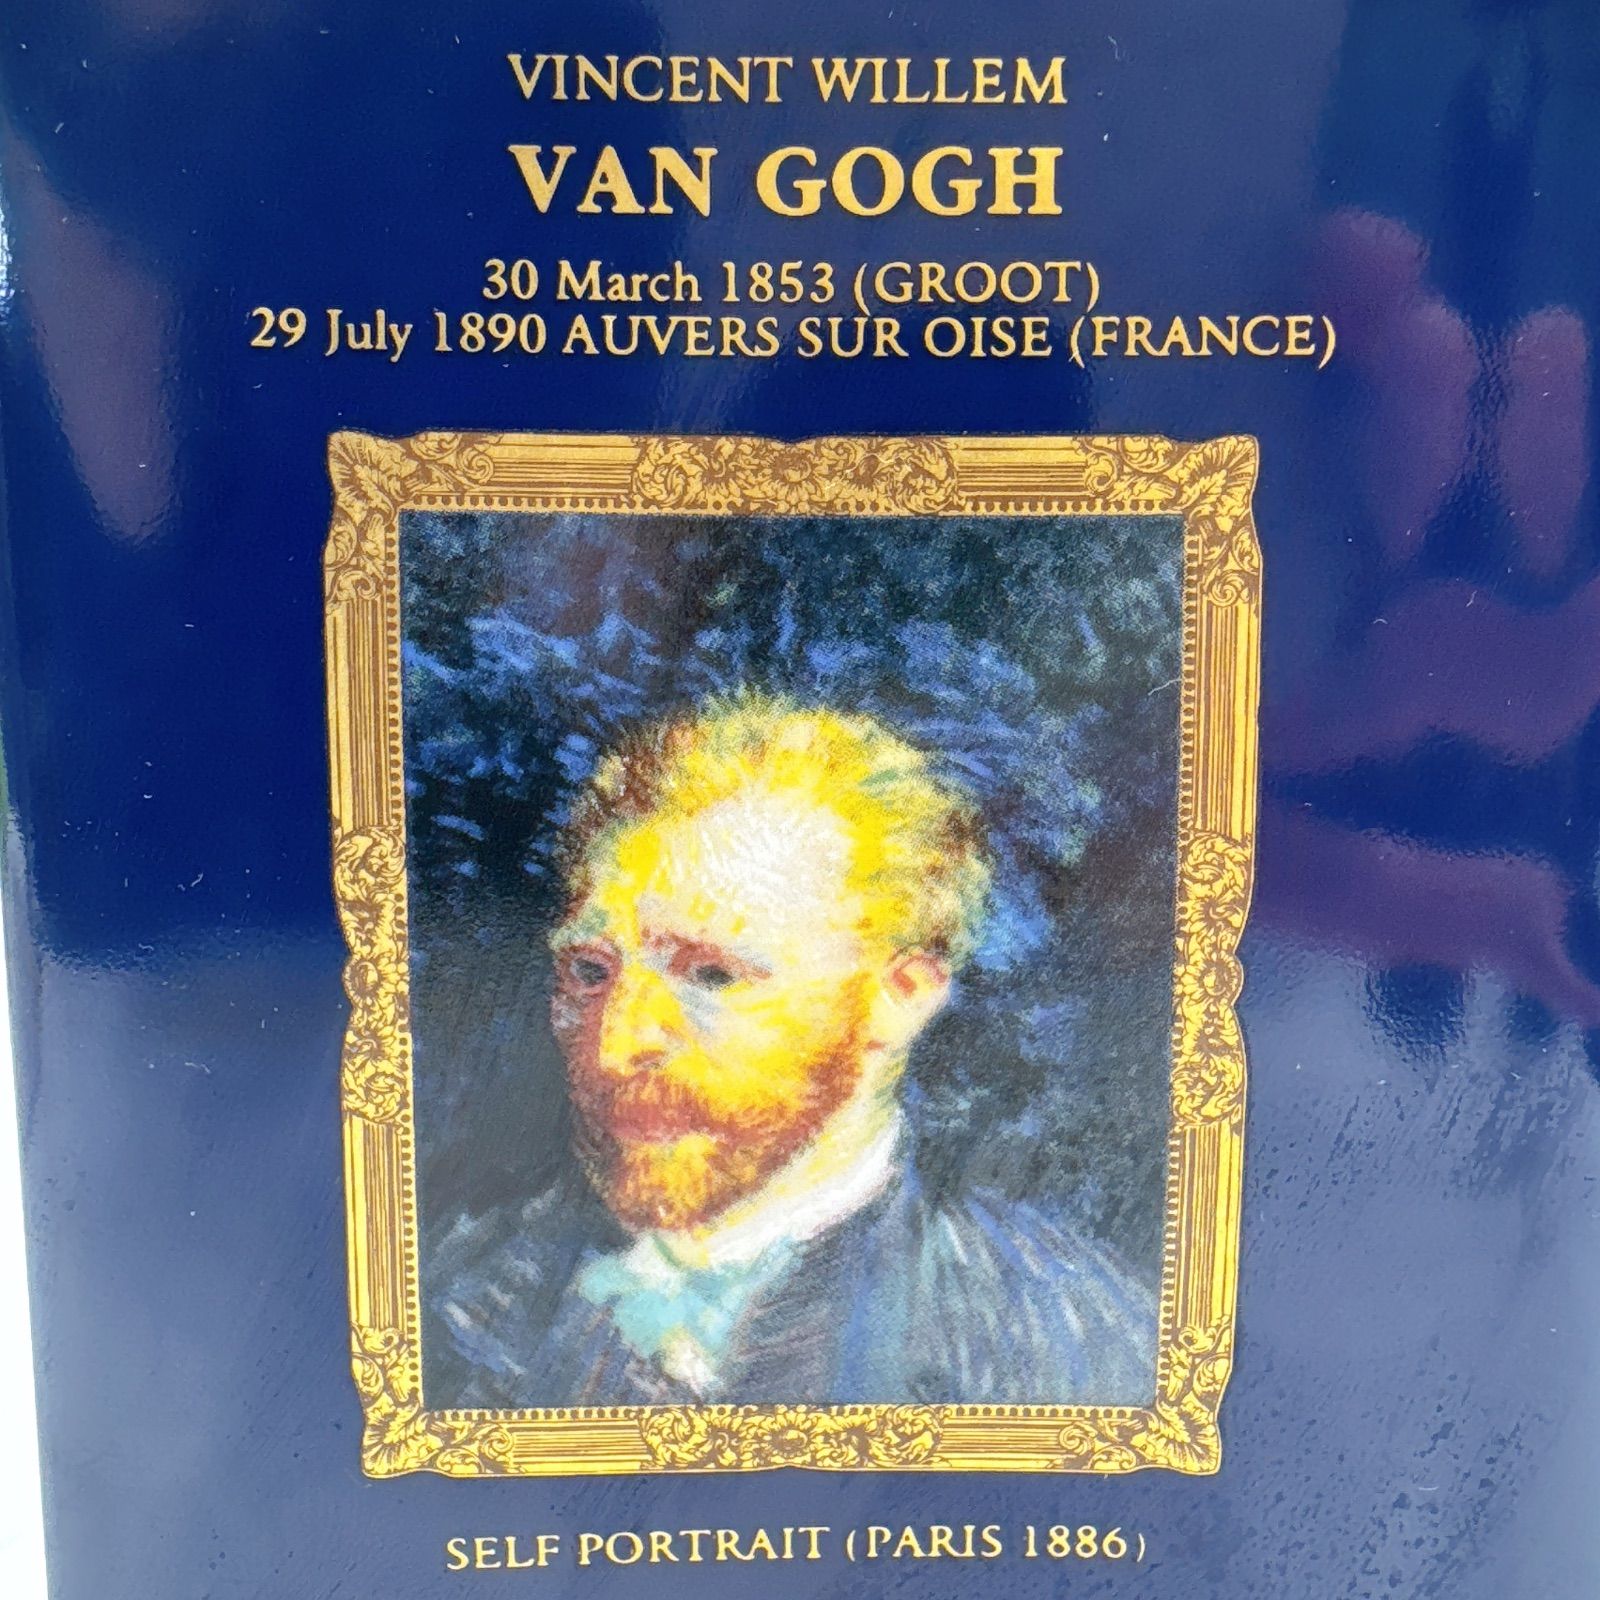 VINCENT WILLEM
VAN GOGH
30 March 1853 (GROOT)
29 July 1890 AUVERS SUR OISE (FRANCE)
SELF PORTRAIT (PARIS 1886)